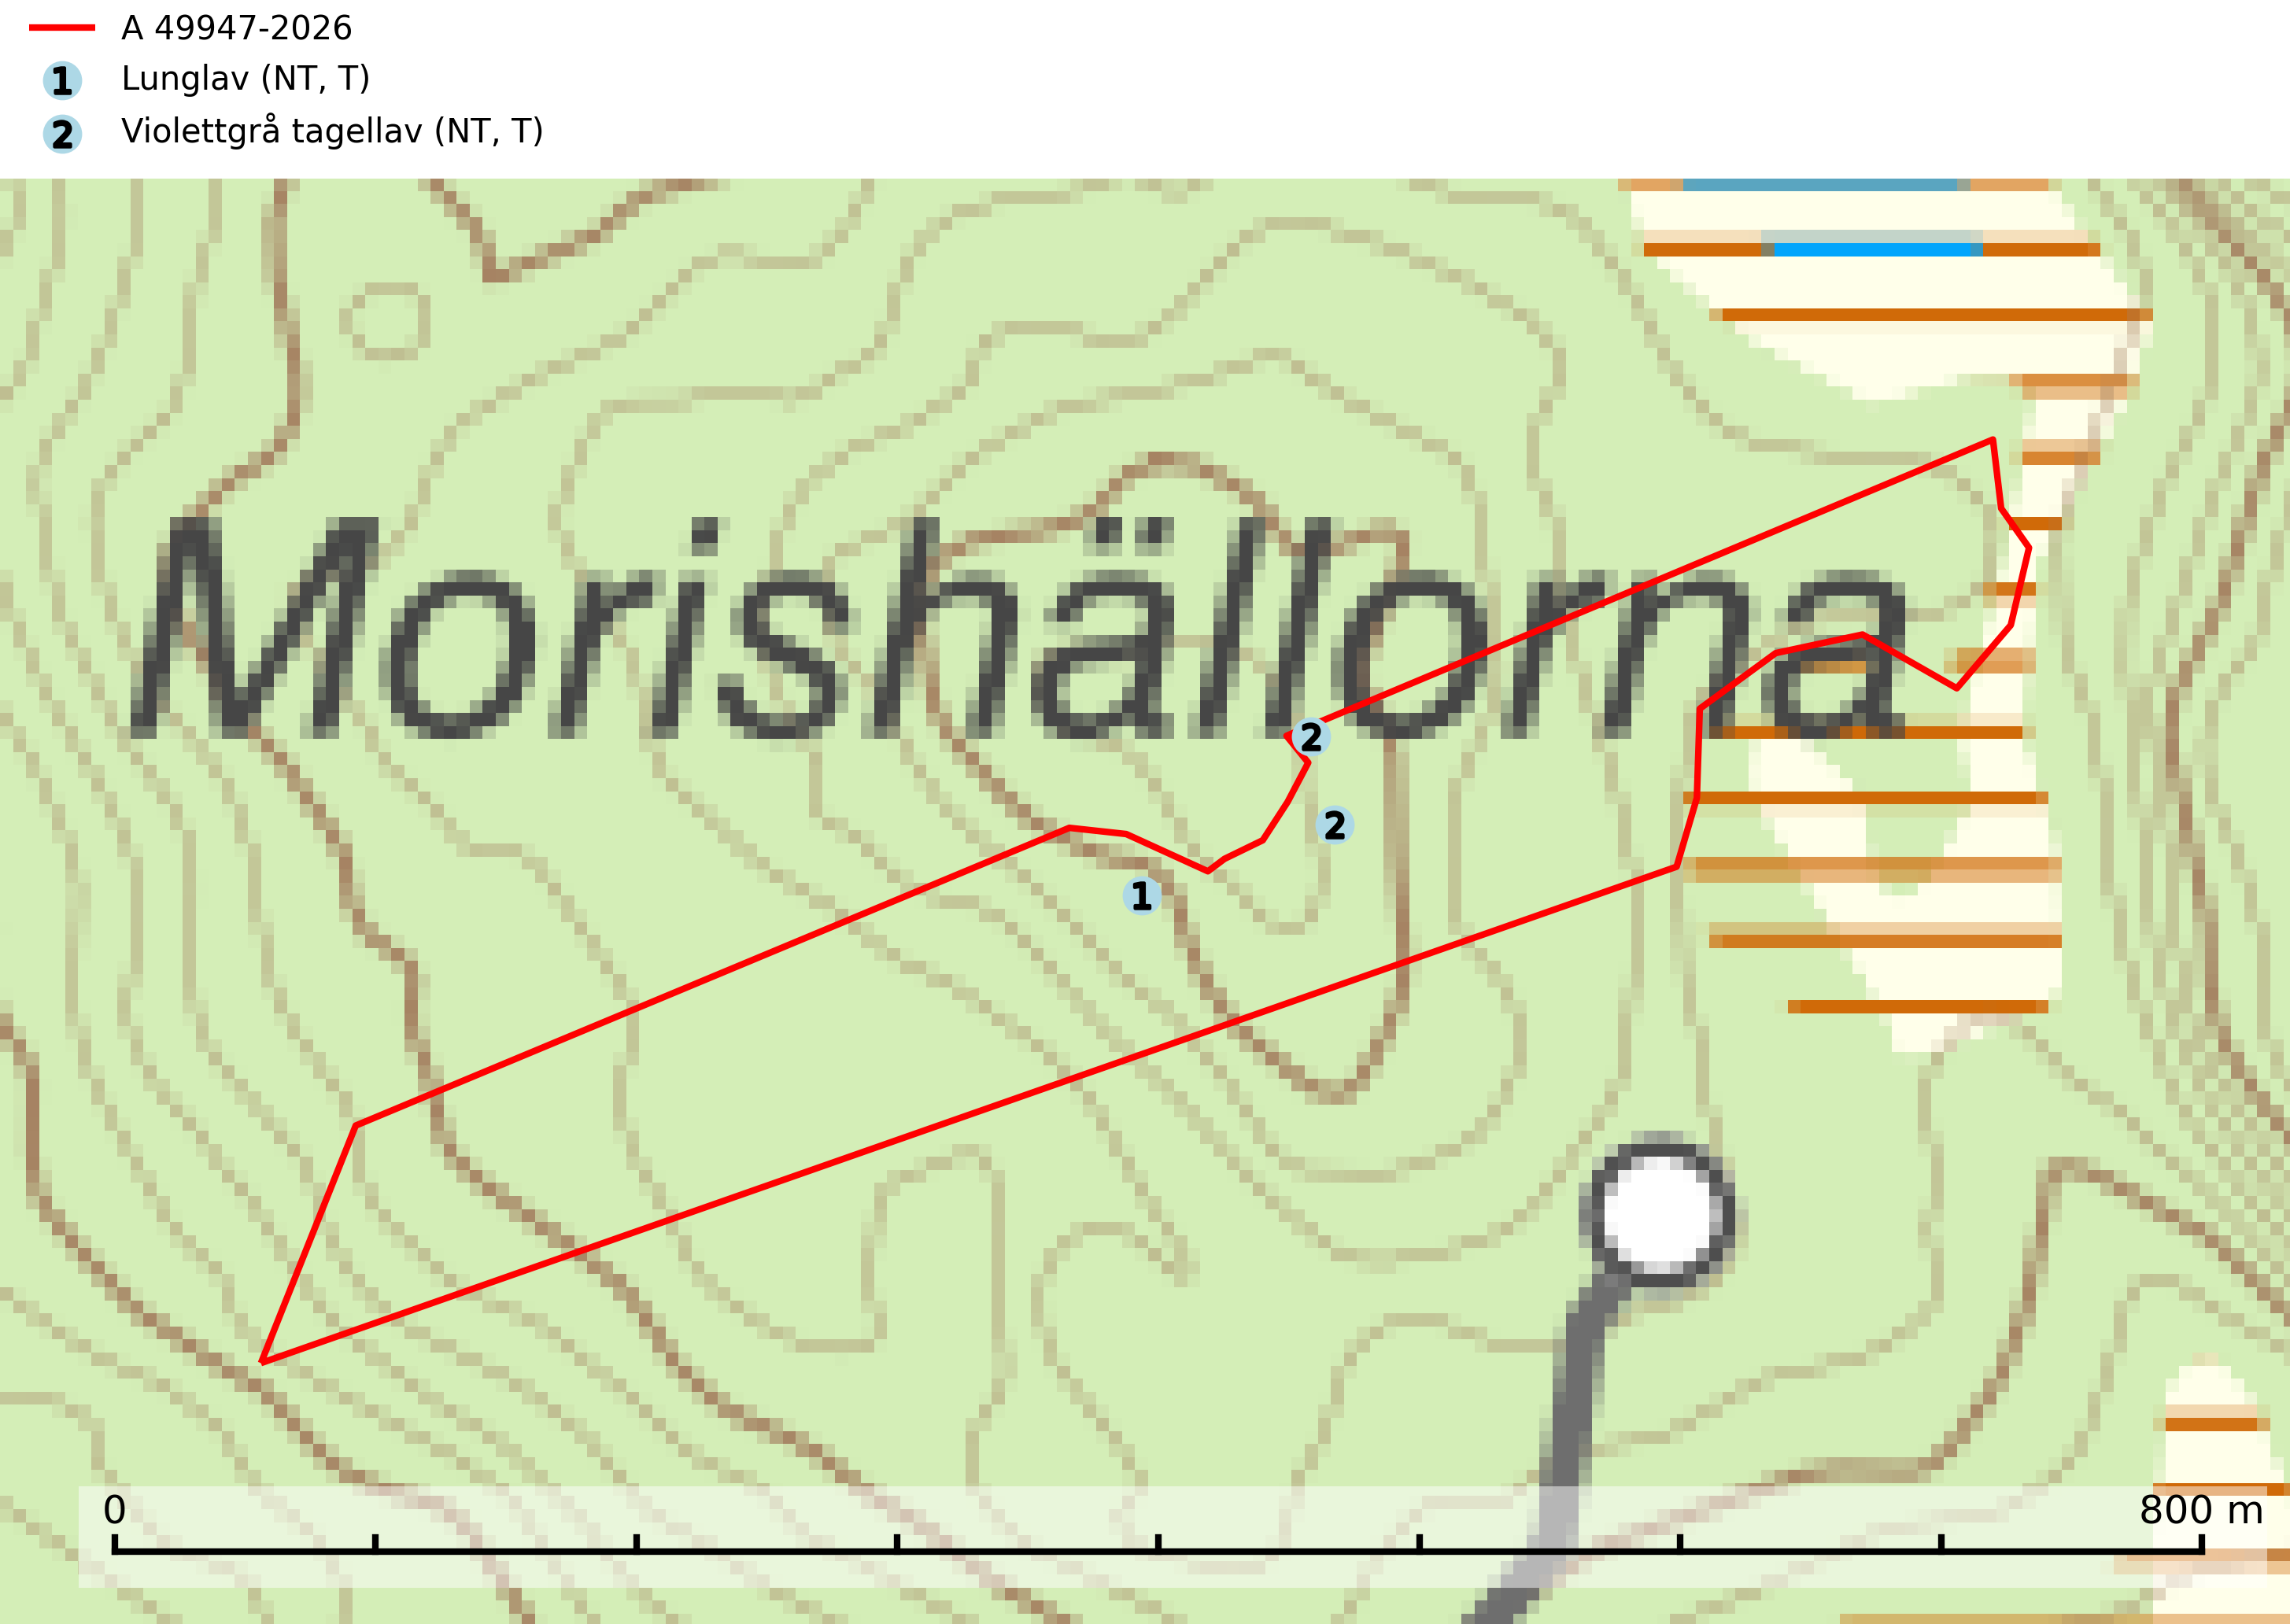 A 49947-2026
1 Lunglav (NT, T)
2 Violettgrå tagellav (NT, T)
Morishällorna
2
2
1
0 800 m